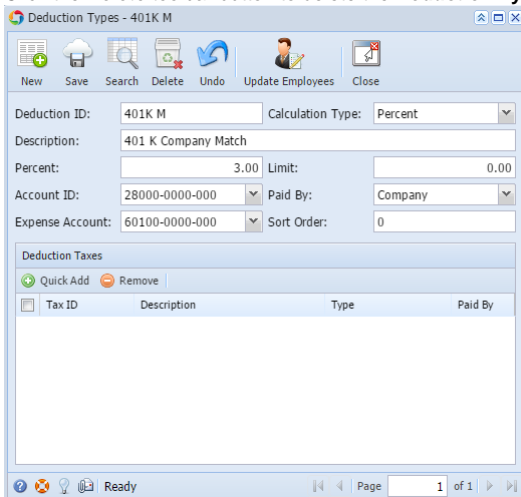 Deduction Types - 401K M
New Save Search Delete Undo Update Employees Close
Deduction ID: 401K M Calculation Type: Percent
Description: 401 K Company Match
Percent: 3.00 Limit: 0.00
Account ID: 28000-0000-000 Paid By: Company
Expense Account: 60100-0000-000 Sort Order: 0
Deduction Taxes
Quick Add Remove
Tax ID Description Type Paid By
Ready Page 1 of 1